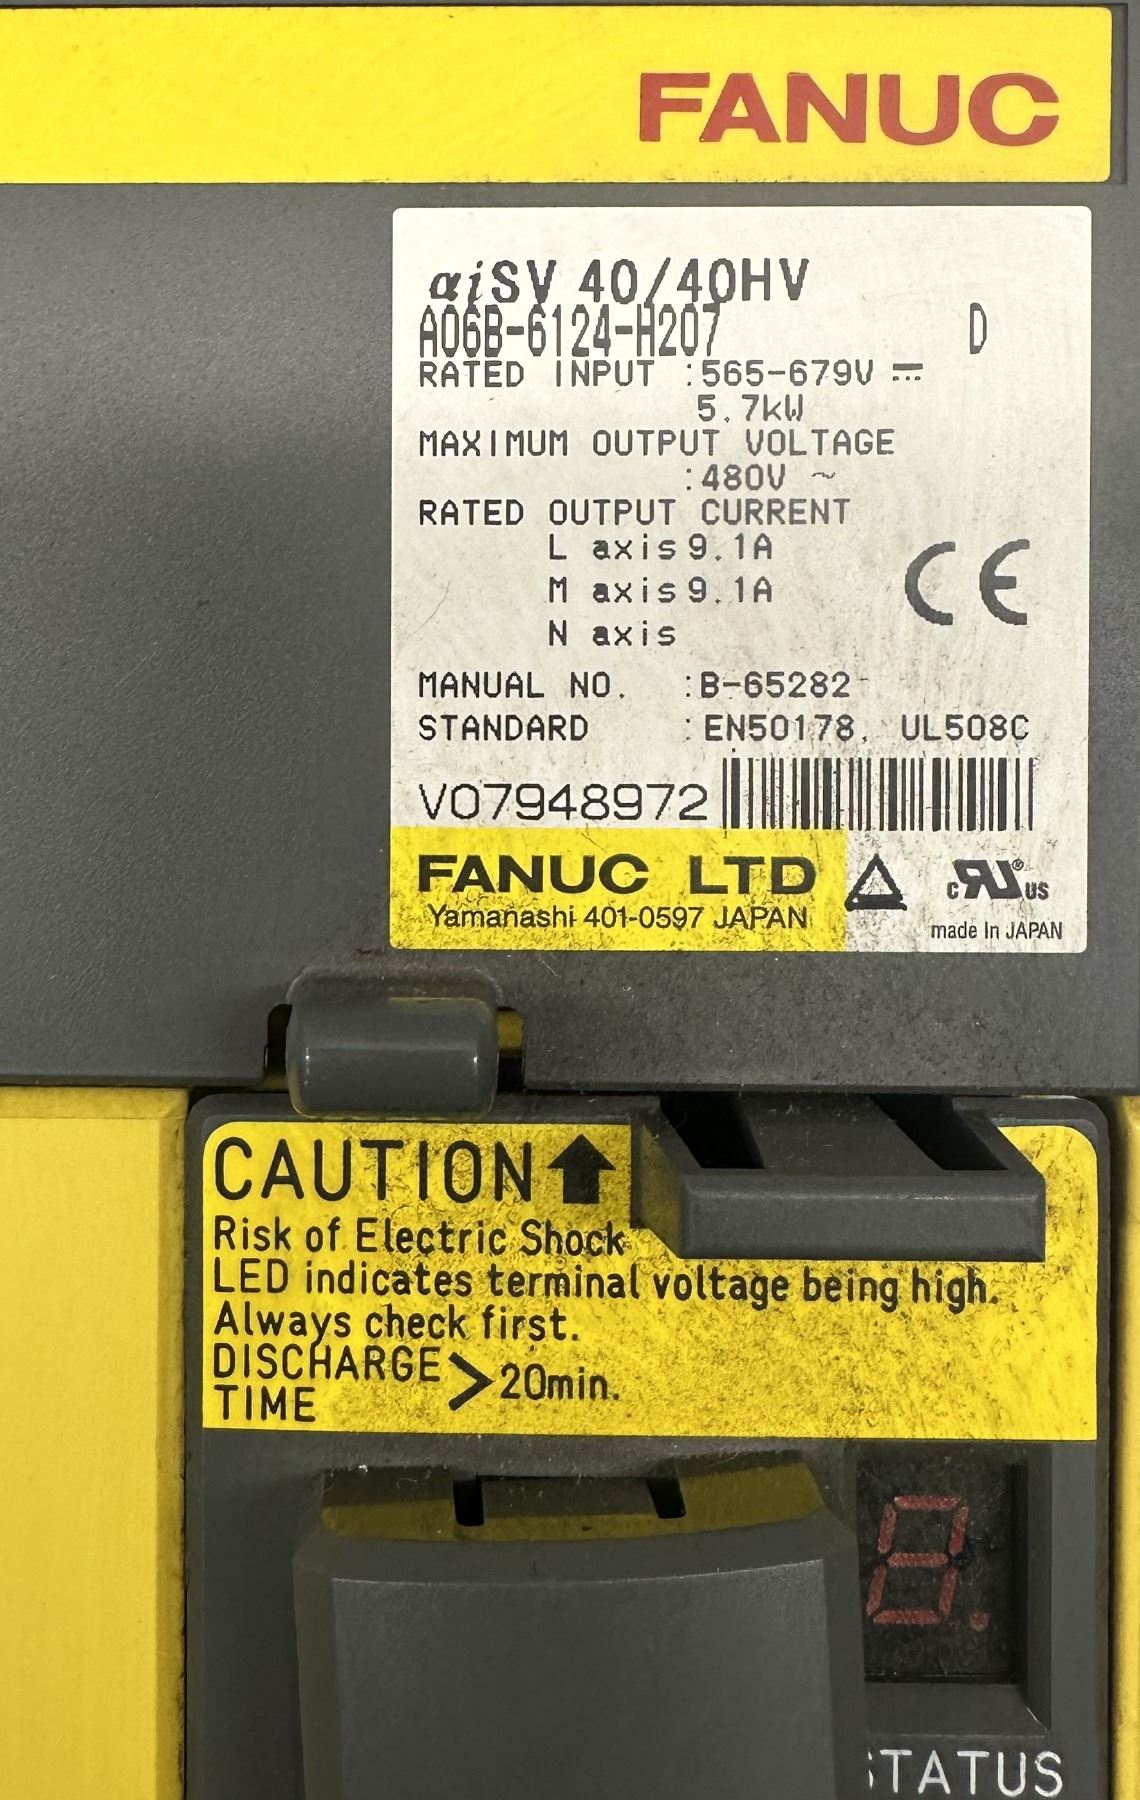 FANUC
αiSV 40/40HV
A06B-6124-H207 D
RATED INPUT :565-679V ⎓
5.7kW
MAXIMUM OUTPUT VOLTAGE
:480V ~
RATED OUTPUT CURRENT
L axis 9.1A
M axis 9.1A
N axis
CE
MANUAL NO. :B-65282
STANDARD :EN50178, UL508C
V07948972
FANUC LTD
Yamanashi 401-0597 JAPAN
c RU ® US
made in JAPAN
CAUTION ⬆
Risk of Electric Shock
LED indicates terminal voltage being high.
Always check first.
DISCHARGE
TIME > 20min.
8.
STATUS